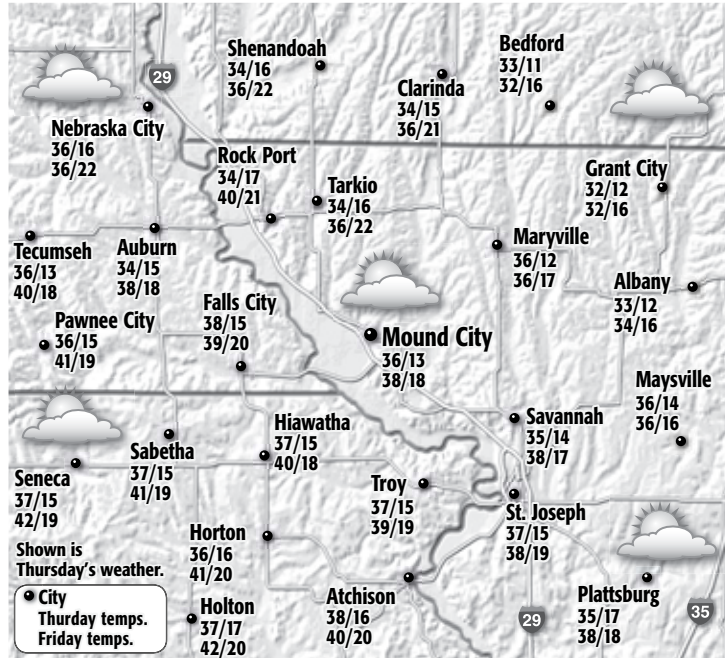 Shenandoah
34/16
36/22
Bedford
33/11
32/16
29
Clarinda
34/15
36/21
Nebraska City
36/16
36/22
Rock Port
34/17
40/21
Tarkio
34/16
36/22
Grant City
32/12
32/16
Tecumseh
36/13
40/18
Auburn
34/15
38/18
Maryville
36/12
36/17
Albany
33/12
34/16
Falls City
38/15
39/20
Pawnee City
36/15
41/19
Mound City
36/13
38/18
Maysville
36/14
36/16
Hiawatha
37/15
40/18
Savannah
35/14
38/17
Sabetha
37/15
41/19
Seneca
37/15
42/19
Troy
37/15
39/19
St. Joseph
37/15
38/19
Horton
36/16
41/20
Shown is
Thursday's weather.
City
Thurday temps.
Friday temps.
Holton
37/17
42/20
Atchison
38/16
40/20
29
Plattsburg
35/17
38/18
35